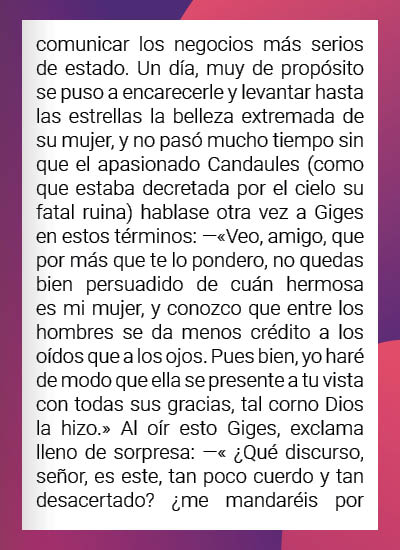 comunicar los negocios más serios
de estado. Un día, muy de propósito
se puso a encarecerle y levantar hasta
las estrellas la belleza extremada de
su mujer, y no pasó mucho tiempo sin
que el apasionado Candaules (como
que estaba decretada por el cielo su
fatal ruina) hablase otra vez a Giges
en estos términos: —«Veo, amigo, que
por más que te lo pondero, no quedas
bien persuadido de cuán hermosa
es mi mujer, y conozco que entre los
hombres se da menos crédito a los
oídos que a los ojos. Pues bien, yo haré
de modo que ella se presente a tu vista
con todas sus gracias, tal corno Dios
la hizo.» Al oír esto Giges, exclama
lleno de sorpresa: —« ¿Qué discurso,
señor, es este, tan poco cuerdo y tan
desacertado? ¿me mandaréis por